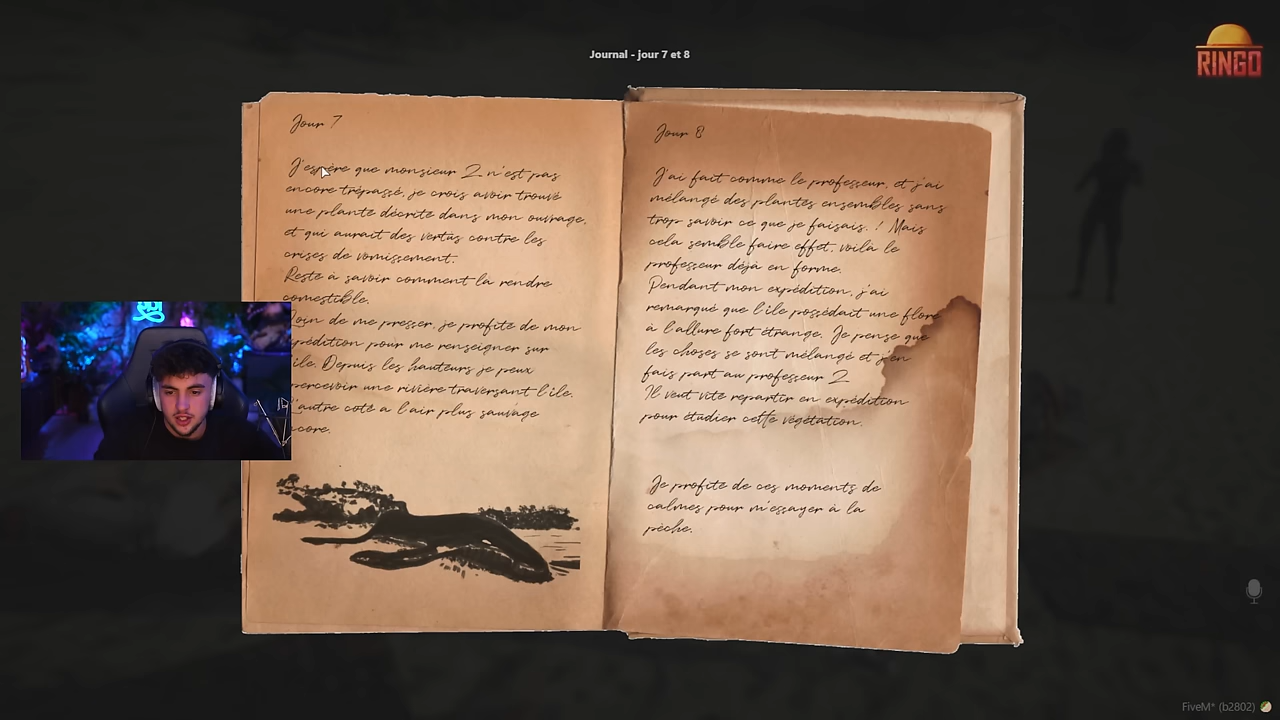 Journal - jour 7 et 8
RINGO
Jour 7
J'espère que monsieur Z n'est pas
encore trépassé, je crois avoir trouvé
une plante décrite dans mon ouvrage,
et qui aurait des vertus contre les
crises de vomissement.
Reste à savoir comment la rendre
comestible.
Loin de me presser, je profite de mon
pédition pour me renseigner sur
ile. Depuis les hauteurs je peux
percevoir une rivière traversant l'ile.
L'autre coté a l'air plus sauvage
core.
Jour 8
J'ai fait comme le professeur, et j'ai
mélangé des plantes ensembles sans
trop savoir ce que je faisais..! Mais
cela semble faire effet, voilà le
professeur déjà en forme.
Pendant mon expédition, j'ai
remarqué que l'ile possédait une flore
à l'allure fort étrange. Je pense que
les choses se sont mélangé et j'en
fais part au professeur Z
Il veut vite repartir en expédition
pour étudier cette végétation.
Je profite de ces moments de
calmes pour m'essayer à la
pêche.
FiveM* (b2802)